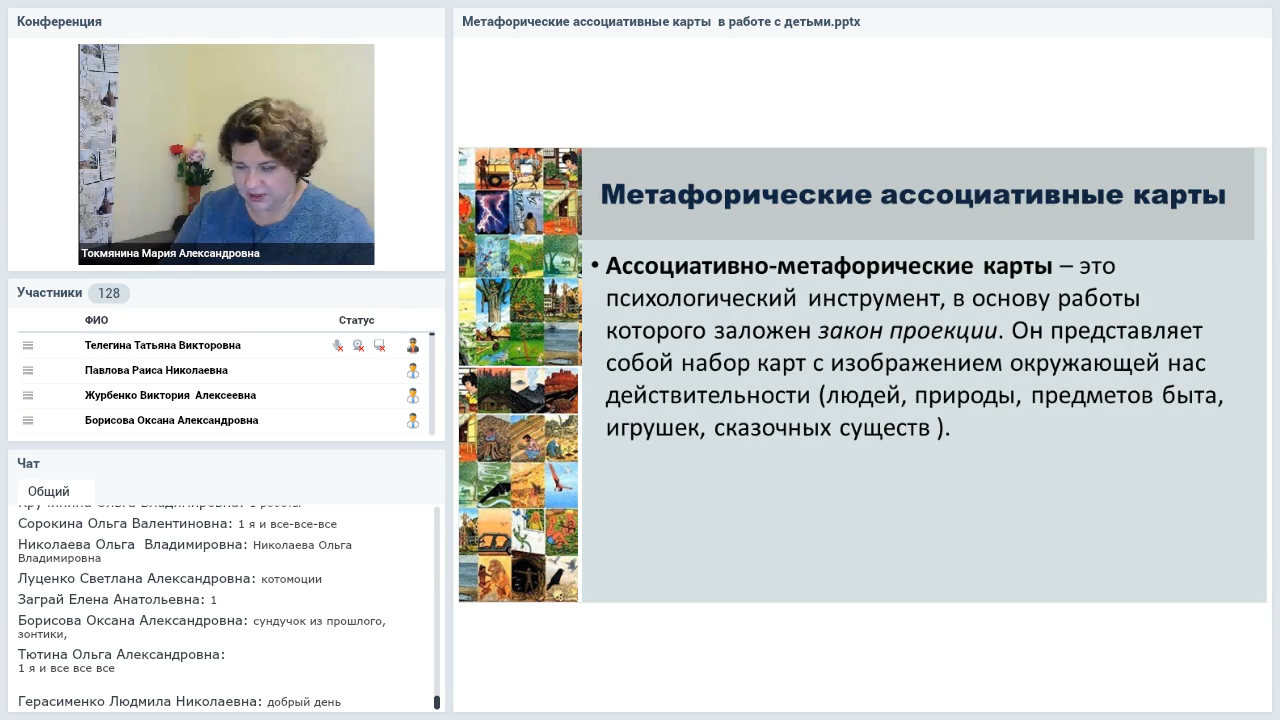 Конференция
Токмянина Мария Александровна
Участники 128
ФИО Статус
Телегина Татьяна Викторовна
Павлова Раиса Николаевна
Журбенко Виктория Алексеевна
Борисова Оксана Александровна
Чат
Общий
Сорокина Ольга Валентиновна: 1 я и все-все-все
Николаева Ольга Владимировна: Николаева Ольга
Владимировна
Луценко Светлана Александровна: котомоции
Заграй Елена Анатольевна: 1
Борисова Оксана Александровна: сундучок из прошлого,
зонтики,
Тютина Ольга Александровна:
1 я и все все все
Герасименко Людмила Николаевна: добрый день
Метафорические ассоциативные карты в работе с детьми.pptx
Метафорические ассоциативные карты
• Ассоциативно-метафорические карты – это
психологический инструмент, в основу работы
которого заложен закон проекции. Он представляет
собой набор карт с изображением окружающей нас
действительности (людей, природы, предметов быта,
игрушек, сказочных существ ).